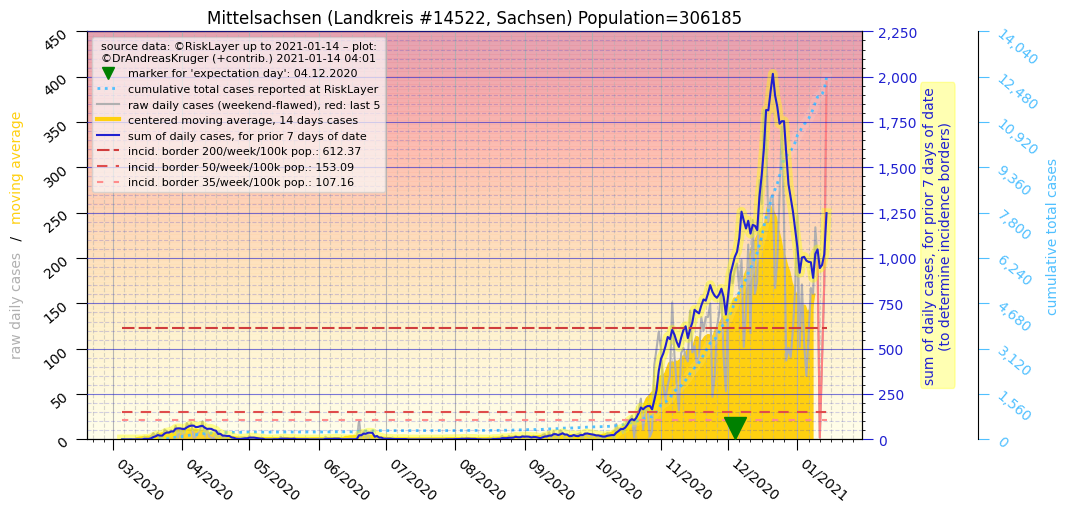 Mittelsachsen (Landkreis #14522, Sachsen) Population=306185
source data: ©RiskLayer up to 2021-01-14 – plot:
©DrAndreasKruger (+contrib.) 2021-01-14 04:01
marker for 'expectation day': 04.12.2020
cumulative total cases reported at RiskLayer
raw daily cases (weekend-flawed), red: last 5
centered moving average, 14 days cases
sum of daily cases, for prior 7 days of date
incid. border 200/week/100k pop.: 612.37
incid. border 50/week/100k pop.: 153.09
incid. border 35/week/100k pop.: 107.16
raw daily cases / moving average
450
400
350
300
250
200
150
100
50
0
03/2020
04/2020
05/2020
06/2020
07/2020
08/2020
09/2020
10/2020
11/2020
12/2020
01/2021
2,250
2,000
1,750
1,500
1,250
1,000
750
500
250
0
sum of daily cases, for prior 7 days of date
(to determine incidence borders)
14,040
12,480
10,920
9,360
7,800
6,240
4,680
3,120
1,560
0
cumulative total cases